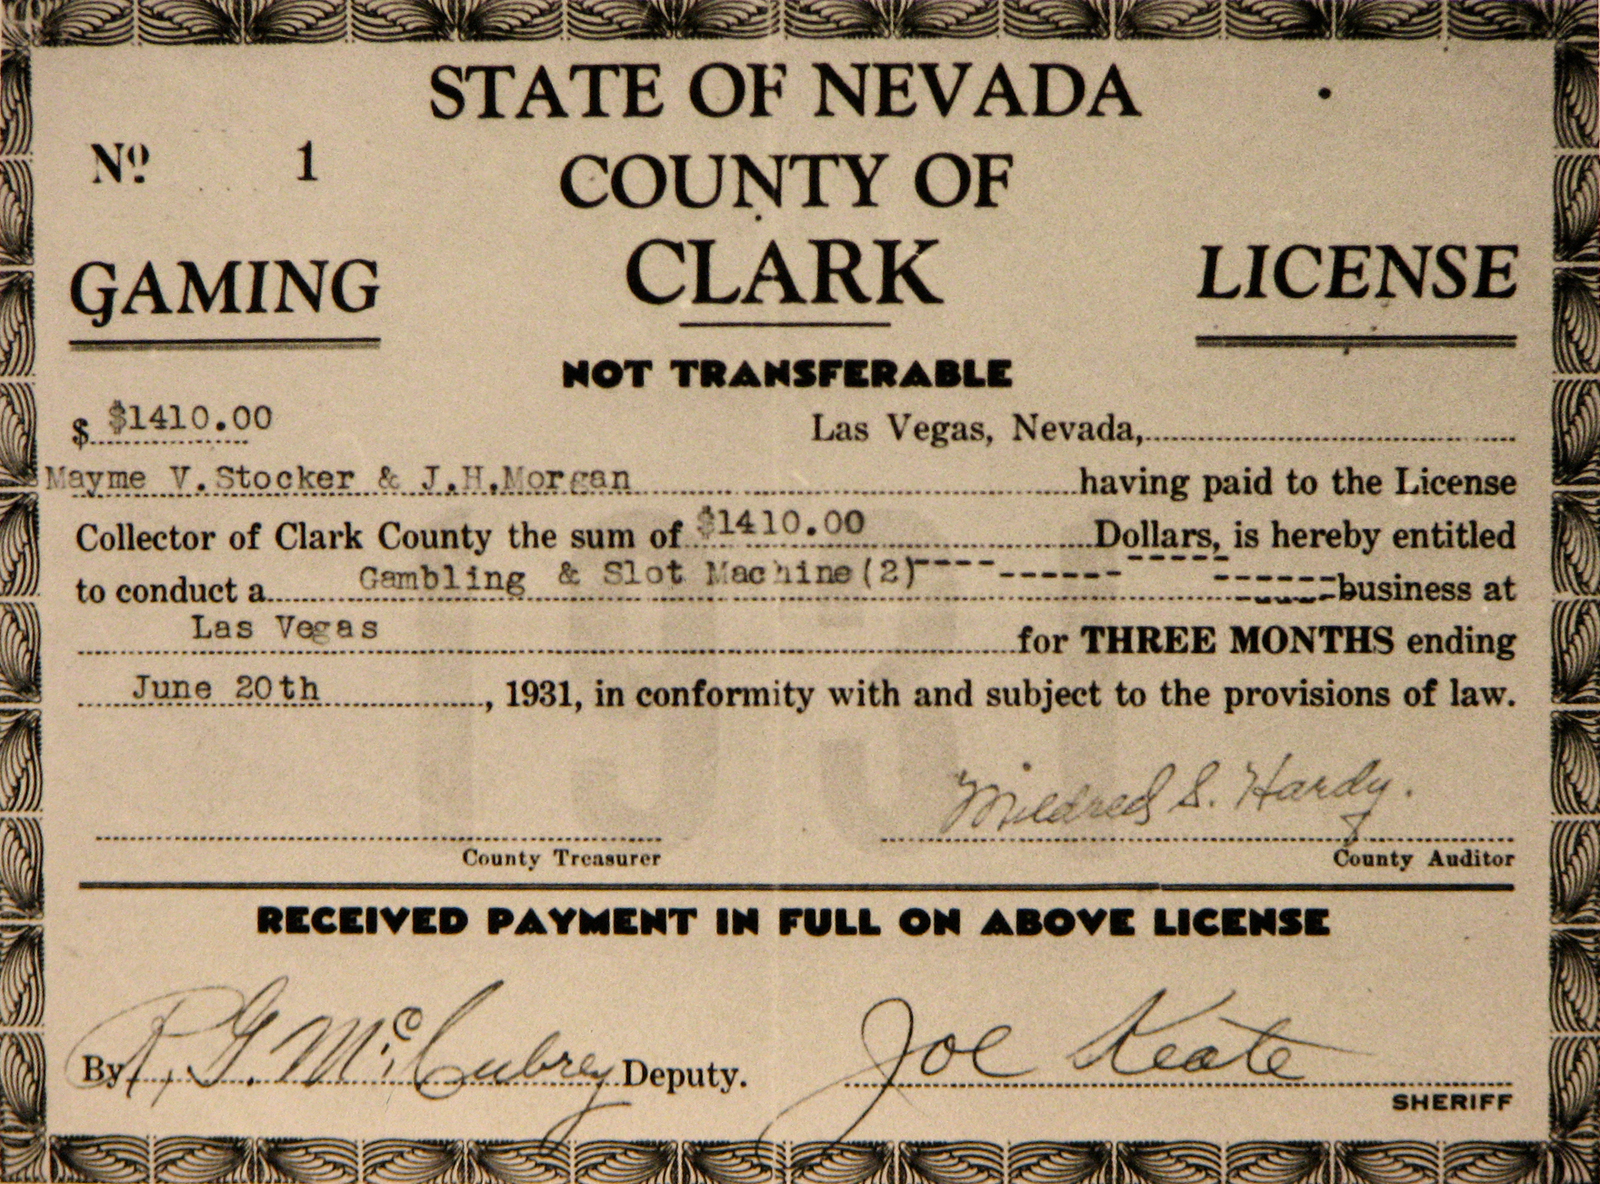 STATE OF NEVADA
Nº 1
COUNTY OF
CLARK
GAMING
LICENSE
NOT TRANSFERABLE
$ $1410.00 Las Vegas, Nevada,
Mayme V. Stocker & J.H.Morgan having paid to the License
Collector of Clark County the sum of $1410.00 Dollars, is hereby entitled
to conduct a Gambling & Slot Machine(2) business at
Las Vegas for THREE MONTHS ending
June 20th, 1931, in conformity with and subject to the provisions of law.
1931
Mildred S. Hardy.
County Treasurer
County Auditor
RECEIVED PAYMENT IN FULL ON ABOVE LICENSE
By R. G. McCubrey Deputy.
Joe Keate
SHERIFF